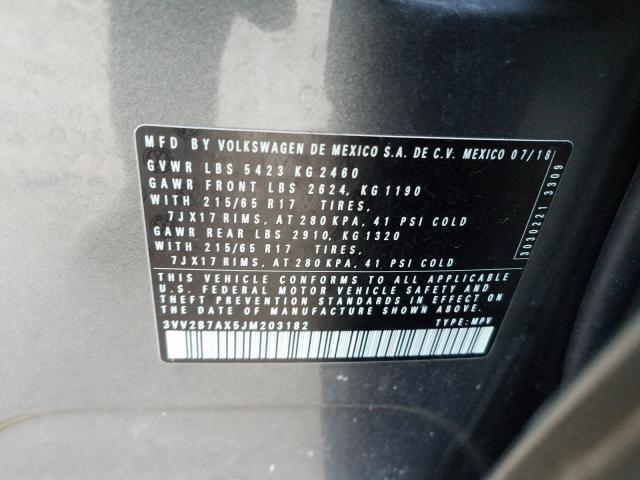 MFD BY VOLKSWAGEN DE MEXICO S.A. DE C.V. MEXICO 07/18
GVWR LBS 5423 KG 2460
GAWR FRONT LBS 2624, KG 1190
WITH 215/65 R17 TIRES,
7JX17 RIMS, AT 280 KPA, 41 PSI COLD
GAWR REAR LBS 2910, KG 1320
WITH 215/65 R17 TIRES,
7JX17 RIMS, AT 280 KPA, 41 PSI COLD
THIS VEHICLE CONFORMS TO ALL APPLICABLE
U.S. FEDERAL MOTOR VEHICLE SAFETY AND
THEFT PREVENTION STANDARDS IN EFFECT ON
THE DATE OF MANUFACTURE SHOWN ABOVE.
3VV2B7AX5JM203182 TYPE: MPV
3030221 3309